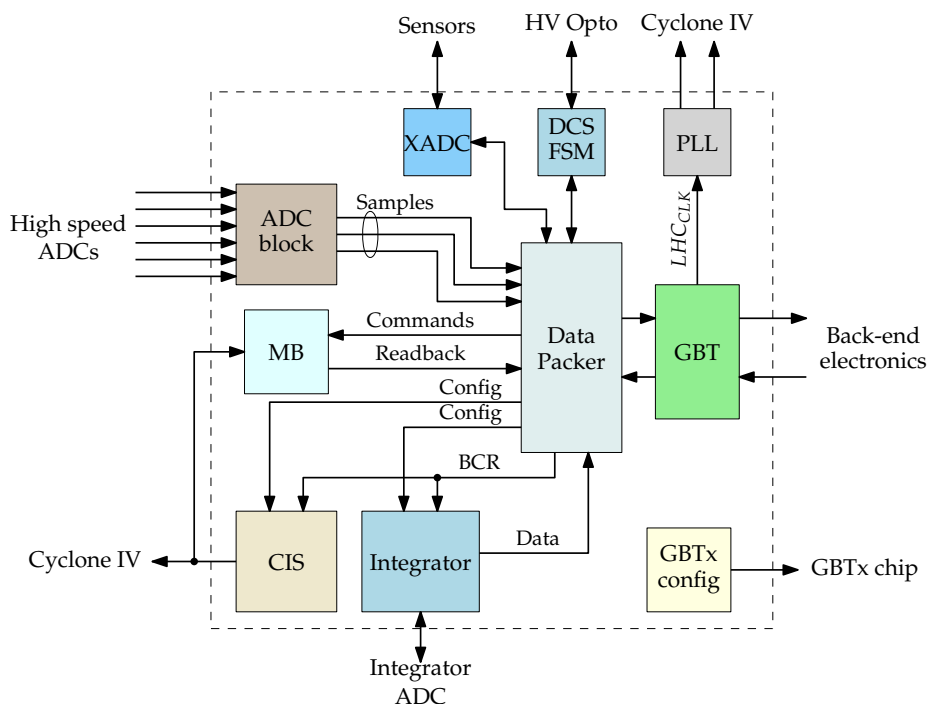 Sensors
HV Opto
Cyclone IV
XADC
DCS
FSM
PLL
High speed
ADCs
ADC
block
Samples
LHC_CLK
Commands
MB
Readback
Data
Packer
GBT
Back-end
electronics
Config
Config
BCR
Cyclone IV
CIS
Integrator
Data
GBTx
config
GBTx chip
Integrator
ADC